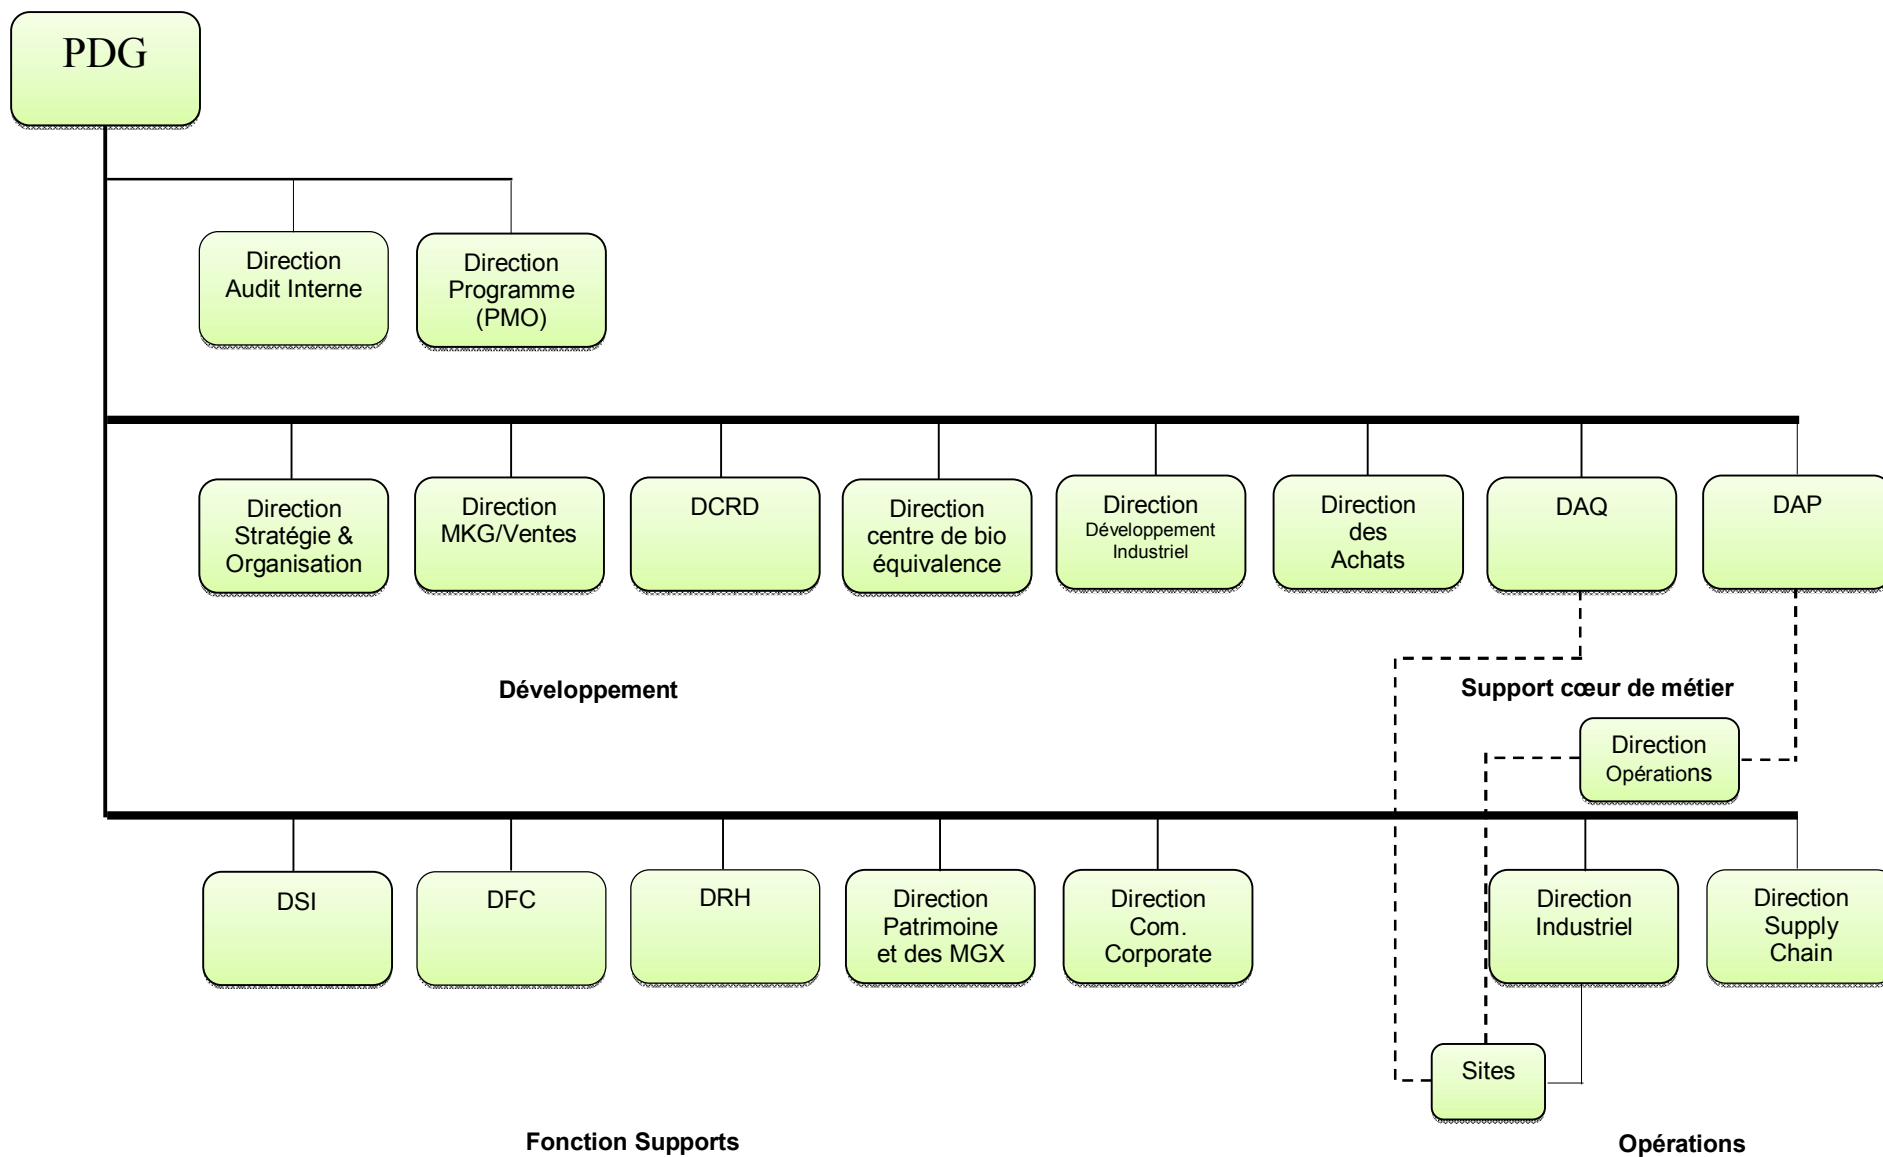 PDG
Direction
Audit Interne
Direction
Programme
(PMO)
Direction
Stratégie &
Organisation
Direction
MKG/Ventes
DCRD
Direction
centre de bio
équivalence
Direction
Développement
Industriel
Direction
des
Achats
DAQ
DAP
Développement
Support cœur de métier
Direction
Opérations
DSI
DFC
DRH
Direction
Patrimoine
et des MGX
Direction
Com.
Corporate
Direction
Industriel
Direction
Supply
Chain
Sites
Fonction Supports
Opérations